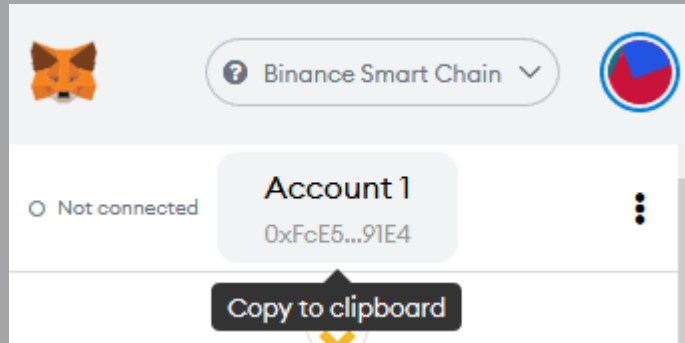 Binance Smart Chain
Not connected
Account 1
0xFcE5...91E4
Copy to clipboard